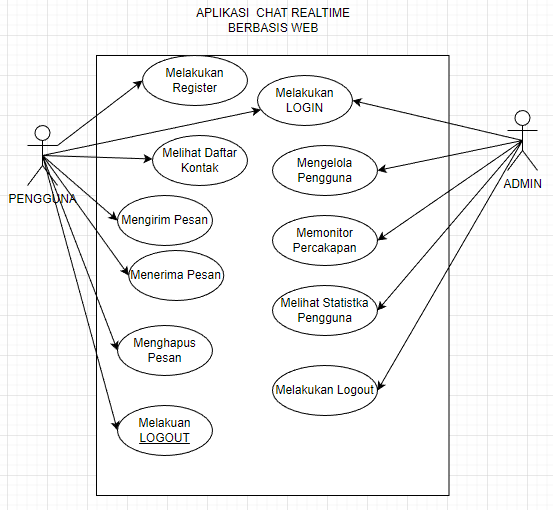 APLIKASI CHAT REALTIME
BERBASIS WEB
Melakukan
Register
Melakukan
LOGIN
Melihat Daftar
Kontak
Mengelola
Pengguna
PENGGUNA
ADMIN
Mengirim Pesan
Memonitor
Percakapan
Menerima Pesan
Melihat Statistka
Pengguna
Menghapus
Pesan
Melakukan Logout
Melakuan
LOGOUT